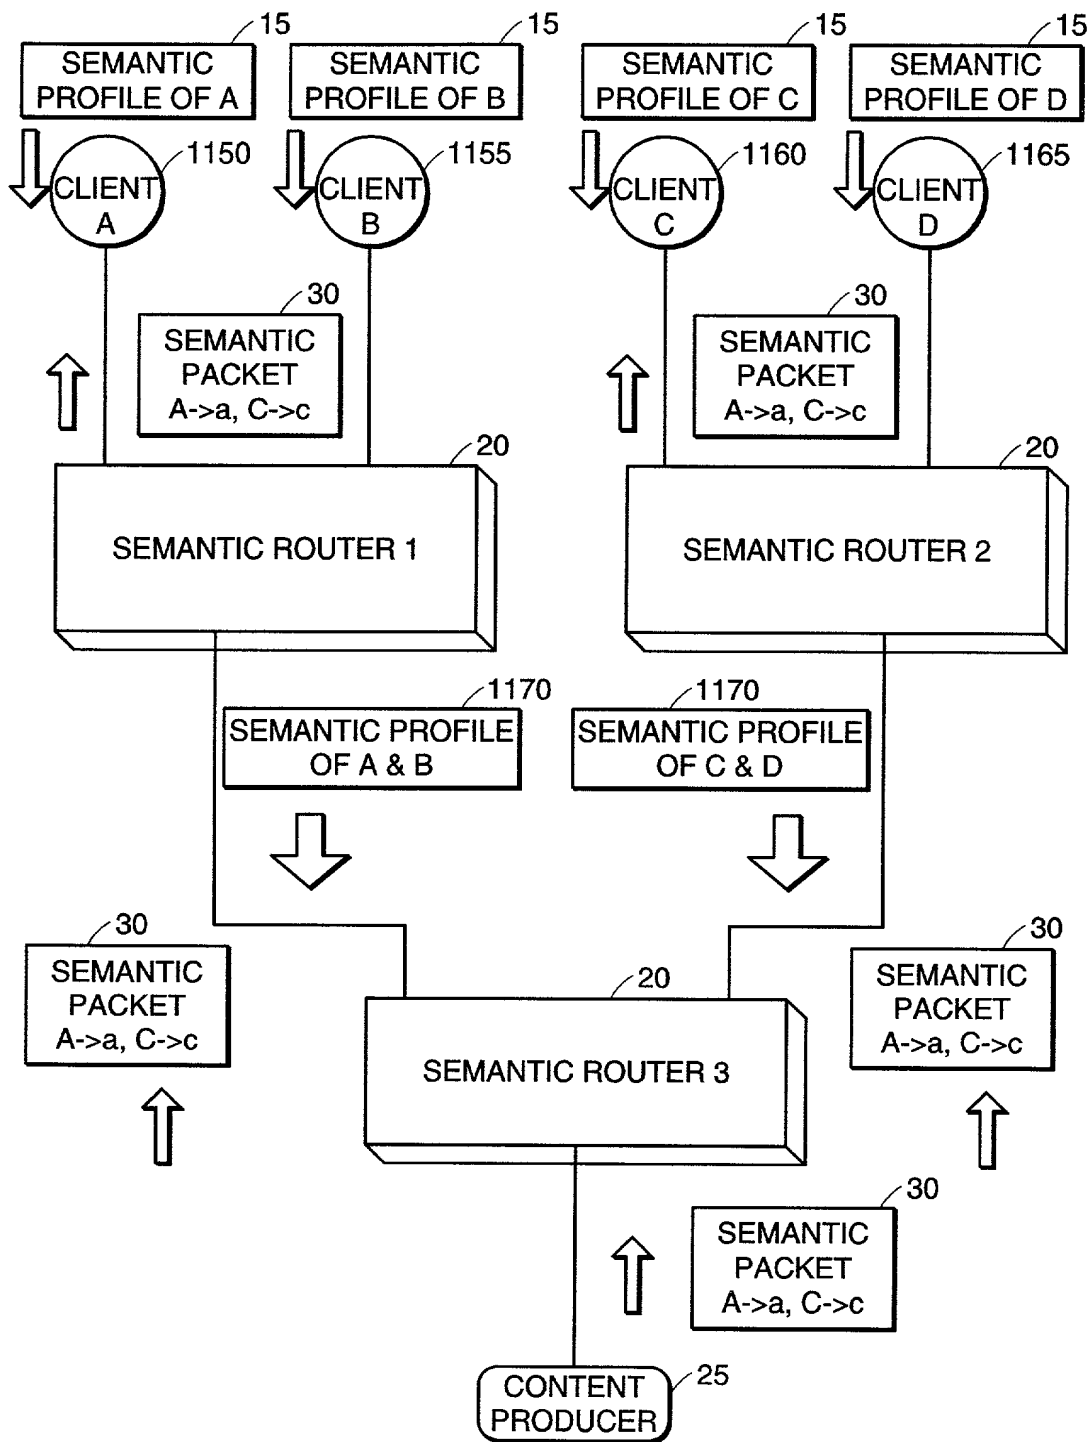 15
15
15
15
SEMANTIC
PROFILE OF A
SEMANTIC
PROFILE OF B
SEMANTIC
PROFILE OF C
SEMANTIC
PROFILE OF D
1150
1155
1160
1165
CLIENT
A
CLIENT
B
CLIENT
C
CLIENT
D
30
SEMANTIC
PACKET
A->a, C->c
30
SEMANTIC
PACKET
A->a, C->c
20
20
SEMANTIC ROUTER 1
SEMANTIC ROUTER 2
1170
SEMANTIC PROFILE
OF A & B
1170
SEMANTIC PROFILE
OF C & D
30
SEMANTIC
PACKET
A->a, C->c
30
SEMANTIC
PACKET
A->a, C->c
20
SEMANTIC ROUTER 3
30
SEMANTIC
PACKET
A->a, C->c
25
CONTENT
PRODUCER